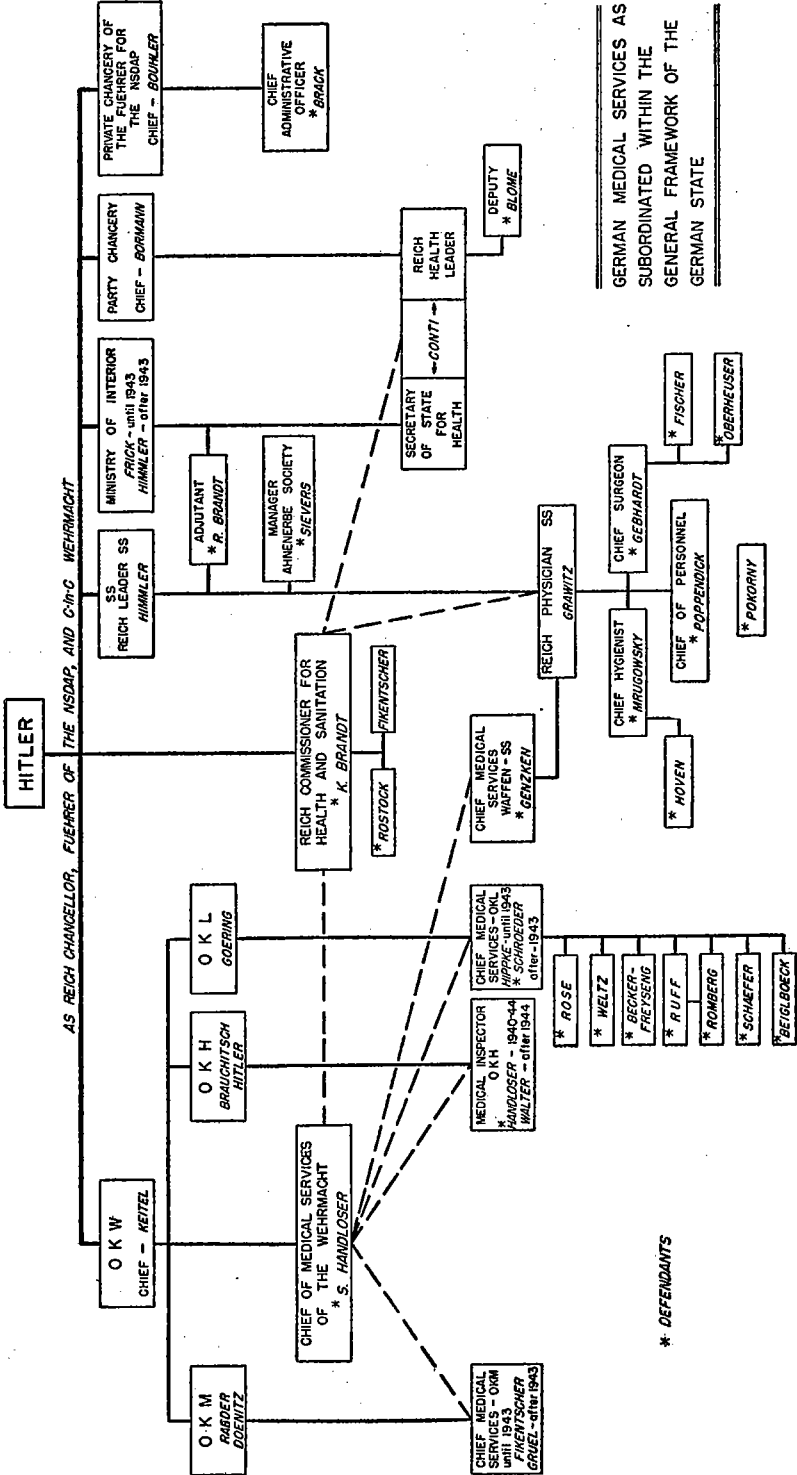 HITLER
AS REICH CHANCELLOR, FUEHRER OF THE NSDAP, AND C-in-C WEHRMACHT
O K W
CHIEF – KEITEL
SS
REICH LEADER SS
HIMMLER
MINISTRY OF INTERIOR
FRICK – until 1943
HIMMLER – after 1943
PARTY CHANCERY
CHIEF – BORMANN
PRIVATE CHANCERY OF
THE FUEHRER FOR
THE NSDAP
CHIEF – BOUHLER
O K M
RAEDER
DOENITZ
O K H
BRAUCHITSCH
HITLER
O K L
GOERING
ADJUTANT
* R. BRANDT
MANAGER
AHNENERBE SOCIETY
* SIEVERS
CHIEF
ADMINISTRATIVE
OFFICER
* BRACK
CHIEF OF MEDICAL SERVICES
OF THE WEHRMACHT
* S. HANDLOSER
REICH COMMISSIONER FOR
HEALTH AND SANITATION
* K. BRANDT
* ROSTOCK
FIKENTSCHER
SECRETARY
OF STATE
FOR
HEALTH
←CONTI→
REICH
HEALTH
LEADER
DEPUTY
* BLOME
CHIEF MEDICAL
SERVICES – OKM
until 1943
FIKENTSCHER
GRUEL – after 1943
MEDICAL INSPECTOR
OKH
* HANDLOSER – 1940-44
WALTER – after 1944
CHIEF MEDICAL
SERVICES – OKL
HIPPKE – until 1943
* SCHROEDER
after – 1943
CHIEF MEDICAL
SERVICES
WAFFEN – SS
* GENZKEN
REICH PHYSICIAN SS
GRAWITZ
* ROSE
* WELTZ
* BECKER-
FREYSENG
* RUFF
* ROMBERG
* SCHAEFER
* BEIGLBOECK
CHIEF HYGIENIST
* MRUGOWSKY
CHIEF SURGEON
* GEBHARDT
* HOVEN
CHIEF OF PERSONNEL
* POPPENDICK
* FISCHER
* OBERHEUSER
* POKORNY
* DEFENDANTS
GERMAN MEDICAL SERVICES AS
SUBORDINATED WITHIN THE
GENERAL FRAMEWORK OF THE
GERMAN STATE